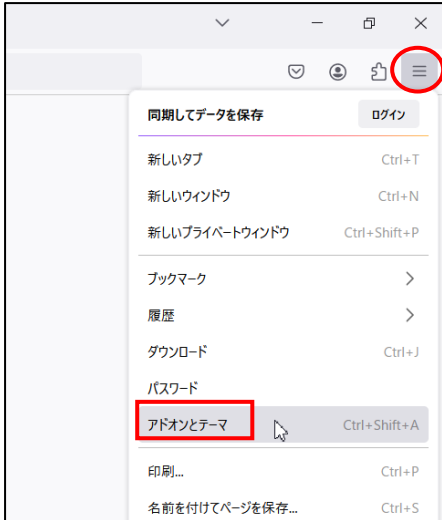 同期してデータを保存 ログイン
新しいタブ Ctrl+T
新しいウィンドウ Ctrl+N
新しいプライベートウィンドウ Ctrl+Shift+P
ブックマーク
履歴
ダウンロード Ctrl+J
パスワード
アドオンとテーマ Ctrl+Shift+A
印刷... Ctrl+P
名前を付けてページを保存... Ctrl+S